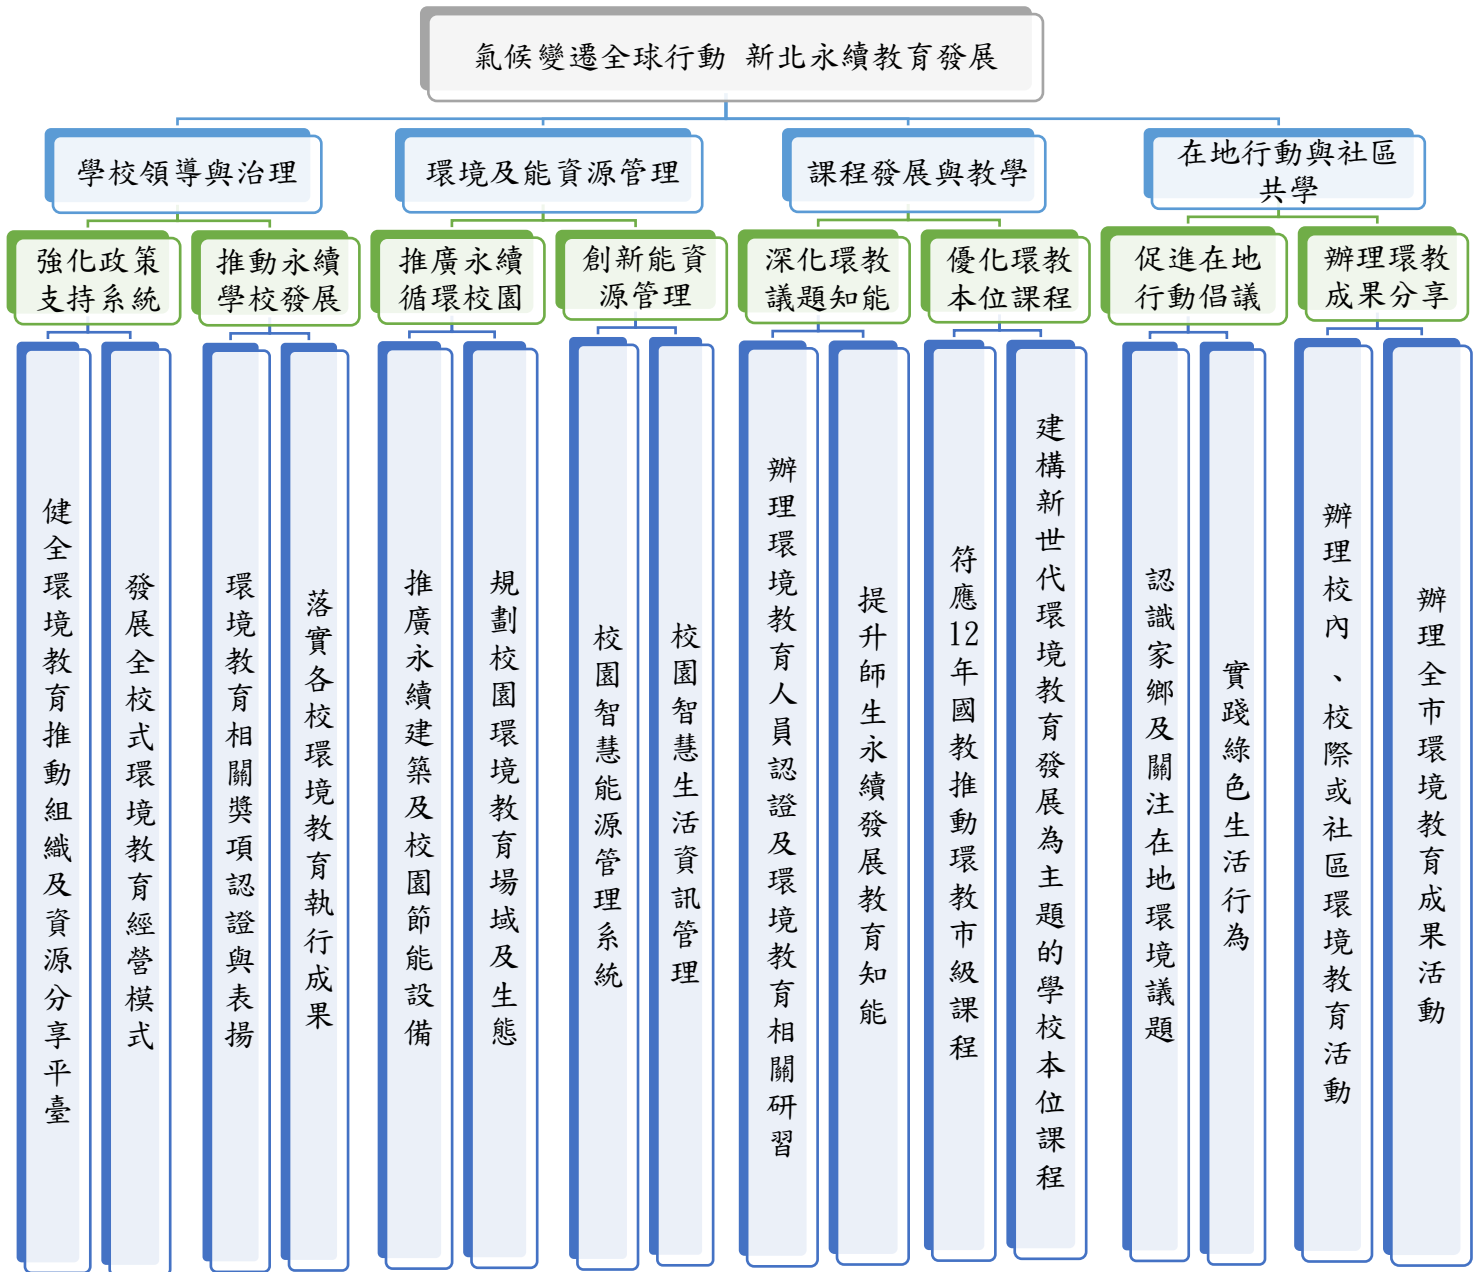 氣候變遷全球行動 新北永續教育發展
學校領導與治理
環境及能資源管理
課程發展與教學
在地行動與社區
共學
強化政策
支持系統
推動永續
學校發展
推廣永續
循環校園
創新能資
源管理
深化環教
議題知能
優化環教
本位課程
促進在地
行動倡議
辦理環教
成果分享
健全環境教育推動組織及資源分享平臺
發展全校式環境教育經營模式
環境教育相關獎項認證與表揚
落實各校環境教育執行成果
推廣永續建築及校園節能設備
規劃校園環境教育場域及生態
校園智慧能源管理系統
校園智慧生活資訊管理
辦理環境教育人員認證及環境教育相關研習
提升師生永續發展教育知能
符應12年國教推動環教市級課程
建構新世代環境教育發展為主題的學校本位課程
認識家鄉及關注在地環境議題
實踐綠色生活行為
辦理校內、校際或社區環境教育活動
辦理全市環境教育成果活動